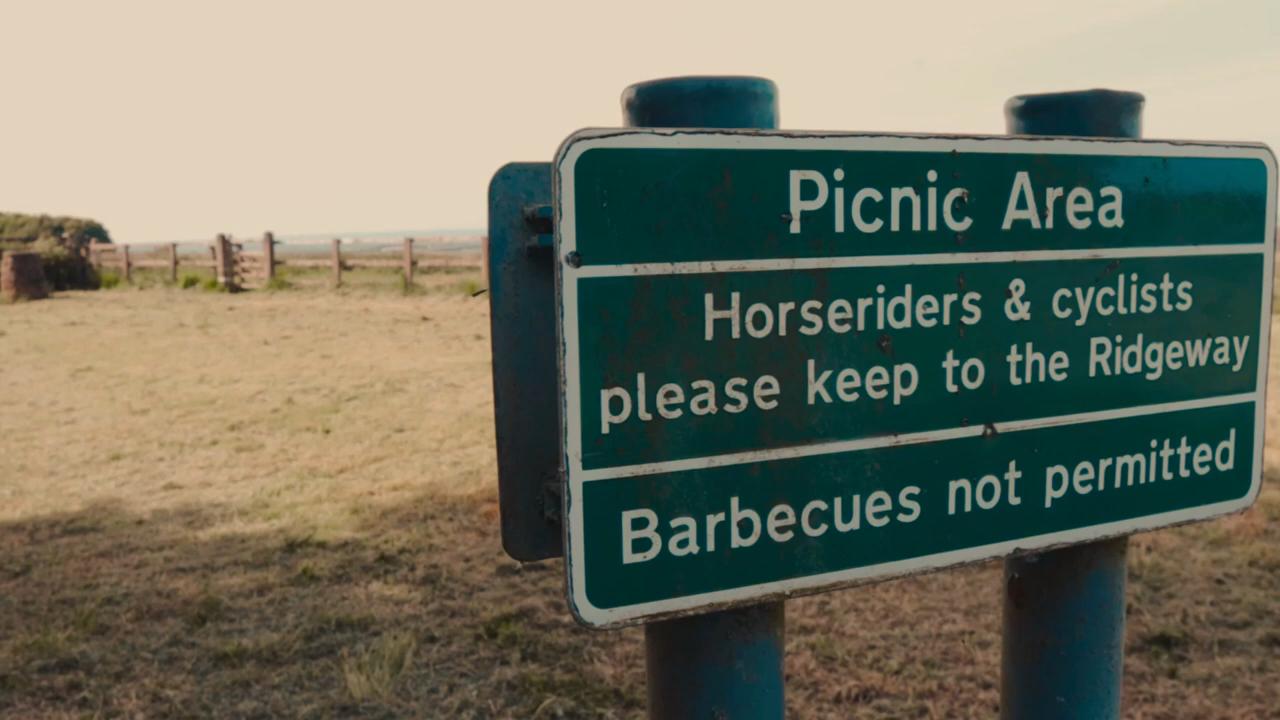 Picnic Area
Horseriders & cyclists
please keep to the Ridgeway
Barbecues not permitted